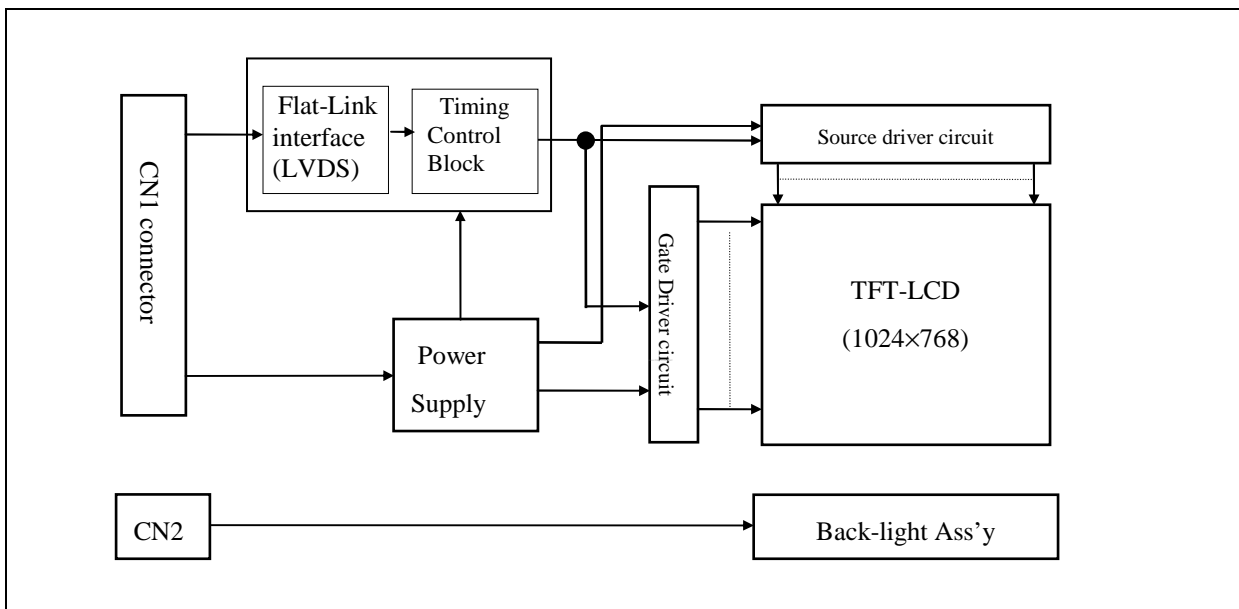 CN1 connector
Flat-Link
interface
(LVDS)
Timing
Control
Block
Source driver circuit
Gate Driver circuit
TFT-LCD
(1024×768)
Power
Supply
CN2
Back-light Ass’y